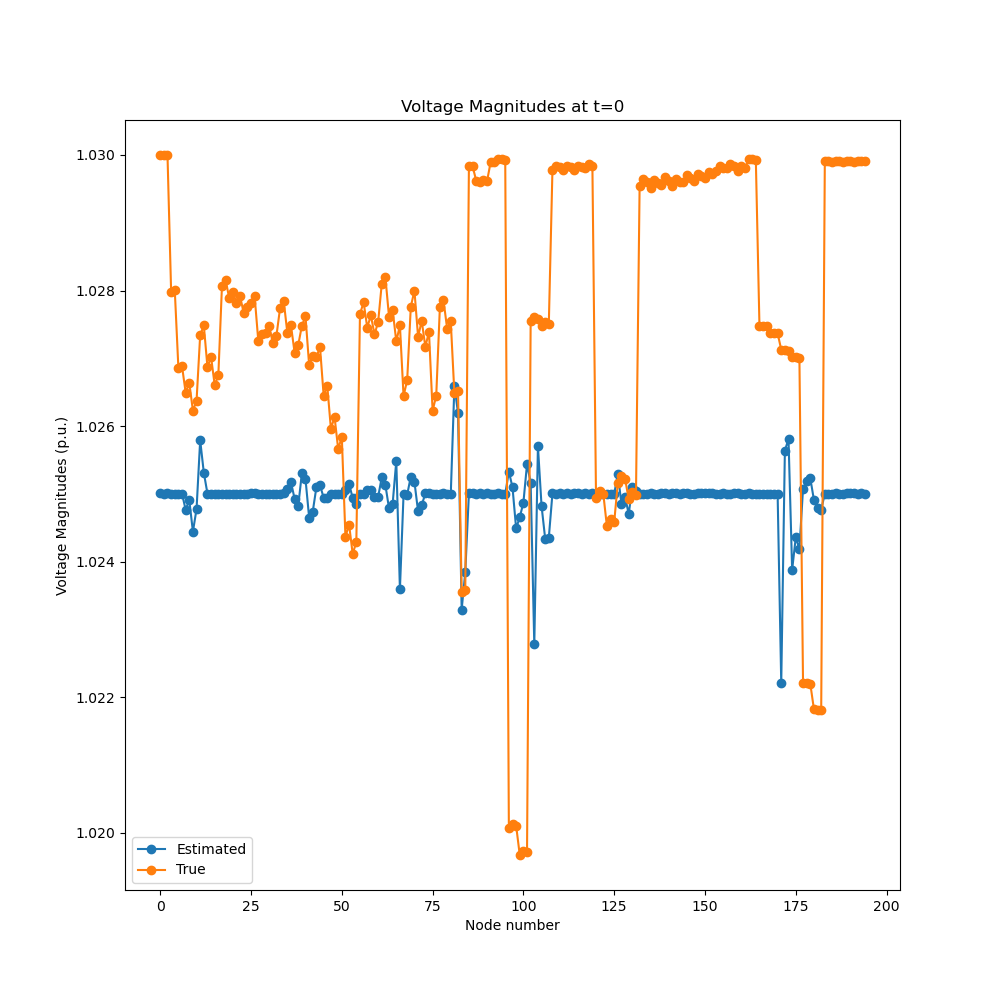 Voltage Magnitudes at t=0
Voltage Magnitudes (p.u.)
1.030
1.028
1.026
1.024
1.022
1.020
Estimated
True
0 25 50 75 100 125 150 175 200
Node number